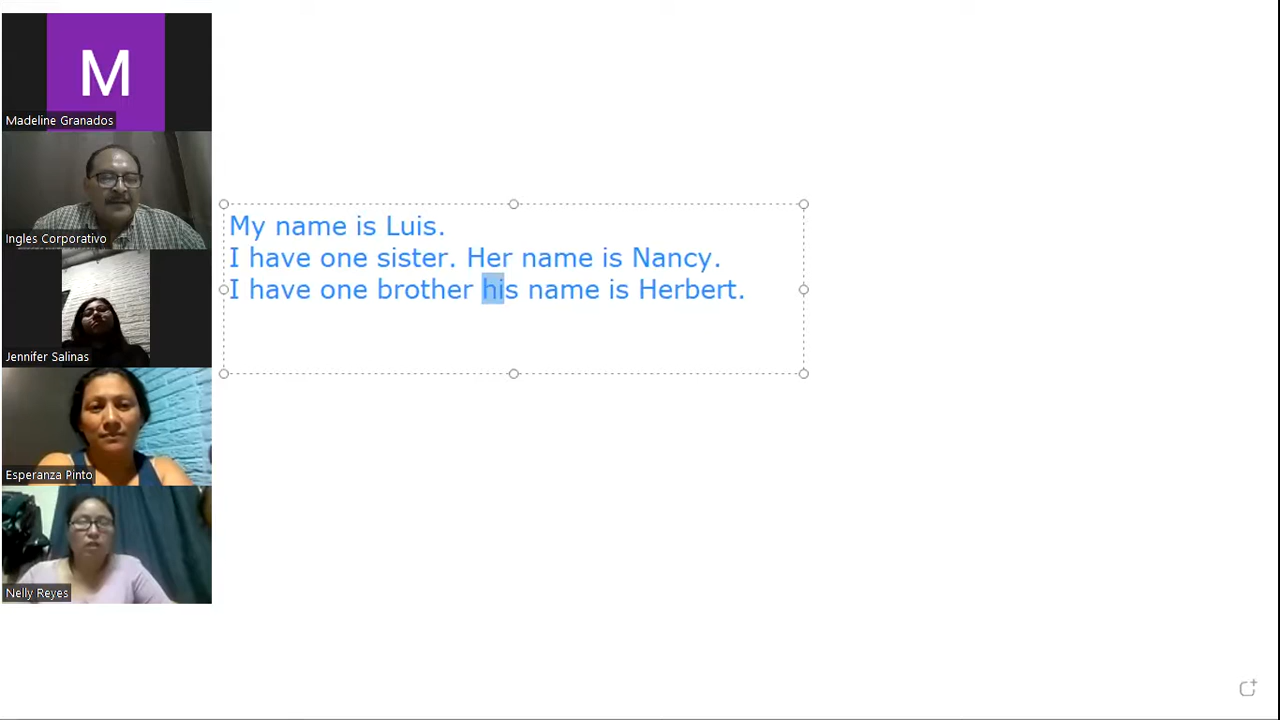 M
Madeline Granados
Ingles Corporativo
Jennifer Salinas
Esperanza Pinto
Nelly Reyes
My name is Luis.
I have one sister. Her name is Nancy.
I have one brother his name is Herbert.